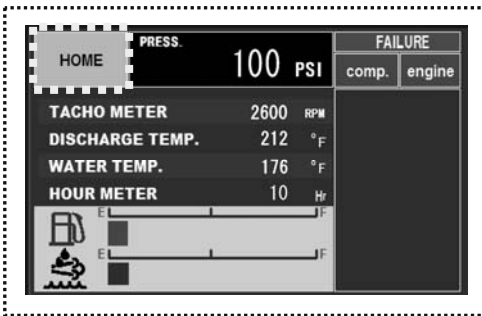 HOME
PRESS.
100 PSI
FAILURE
comp. engine
TACHO METER 2600 RPM
DISCHARGE TEMP. 212 °F
WATER TEMP. 176 °F
HOUR METER 10 Hr
E F
E F